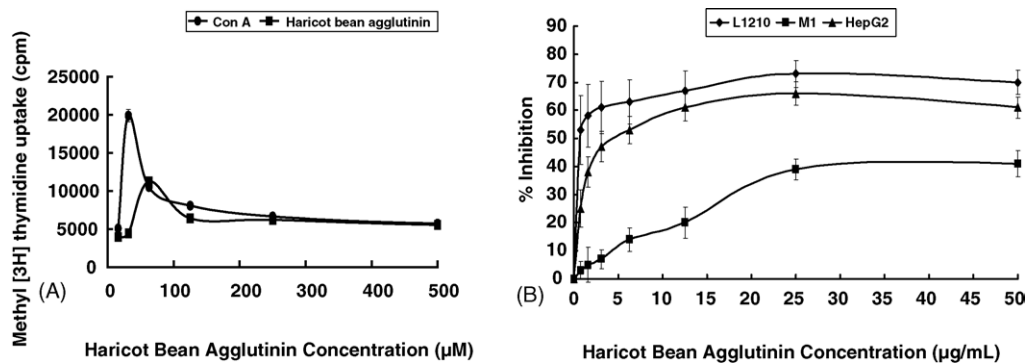 Con A Haricot bean agglutinin
Methyl [3H] thymidine uptake (cpm)
25000
20000
15000
10000
5000
0
0 100 200 300 400 500
(A)
Haricot Bean Agglutinin Concentration (µM)
L1210 M1 HepG2
% Inhibition
90
80
70
60
50
40
30
20
10
0
0 5 10 15 20 25 30 35 40 45 50
(B)
Haricot Bean Agglutinin Concentration (µg/mL)